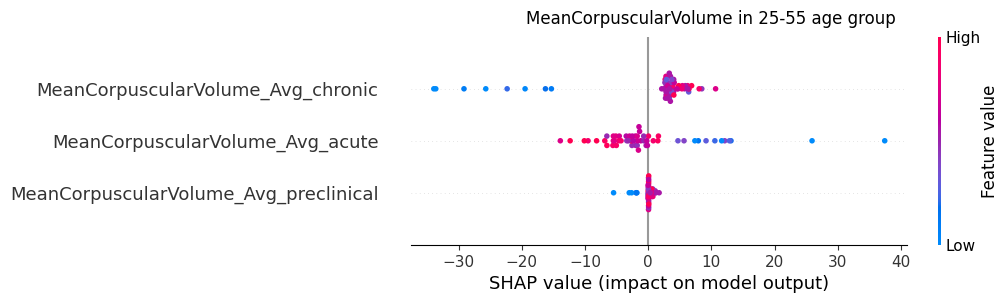 MeanCorpuscularVolume in 25-55 age group
High
MeanCorpuscularVolume_Avg_chronic
MeanCorpuscularVolume_Avg_acute
MeanCorpuscularVolume_Avg_preclinical
Feature value
Low
−30 −20 −10 0 10 20 30 40
SHAP value (impact on model output)